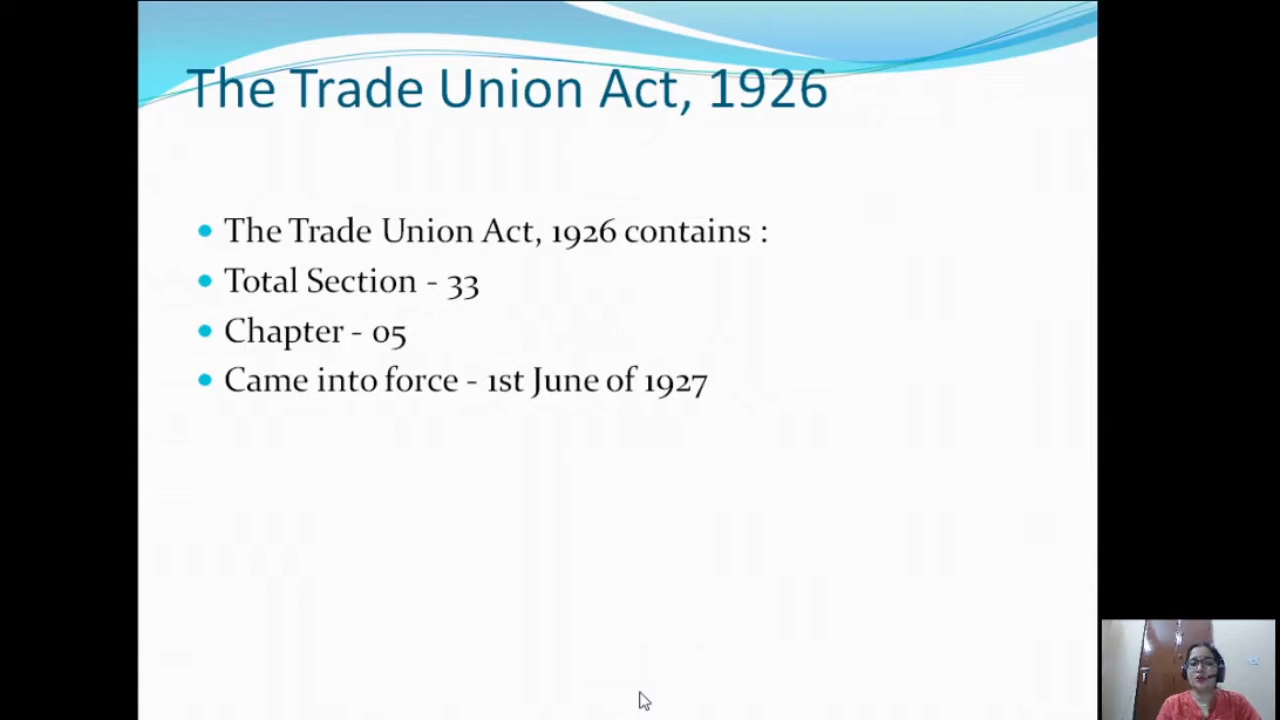 The Trade Union Act, 1926
The Trade Union Act, 1926 contains :
Total Section - 33
Chapter - 05
Came into force - 1st June of 1927